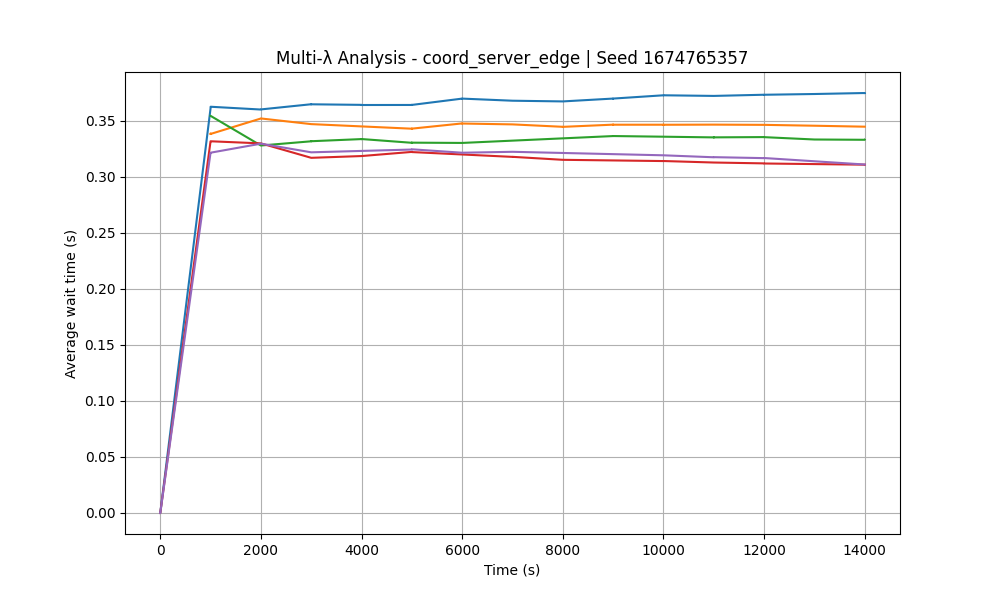 Multi-λ Analysis - coord_server_edge | Seed 1674765357
Average wait time (s)
0.35
0.30
0.25
0.20
0.15
0.10
0.05
0.00
0 2000 4000 6000 8000 10000 12000 14000
Time (s)